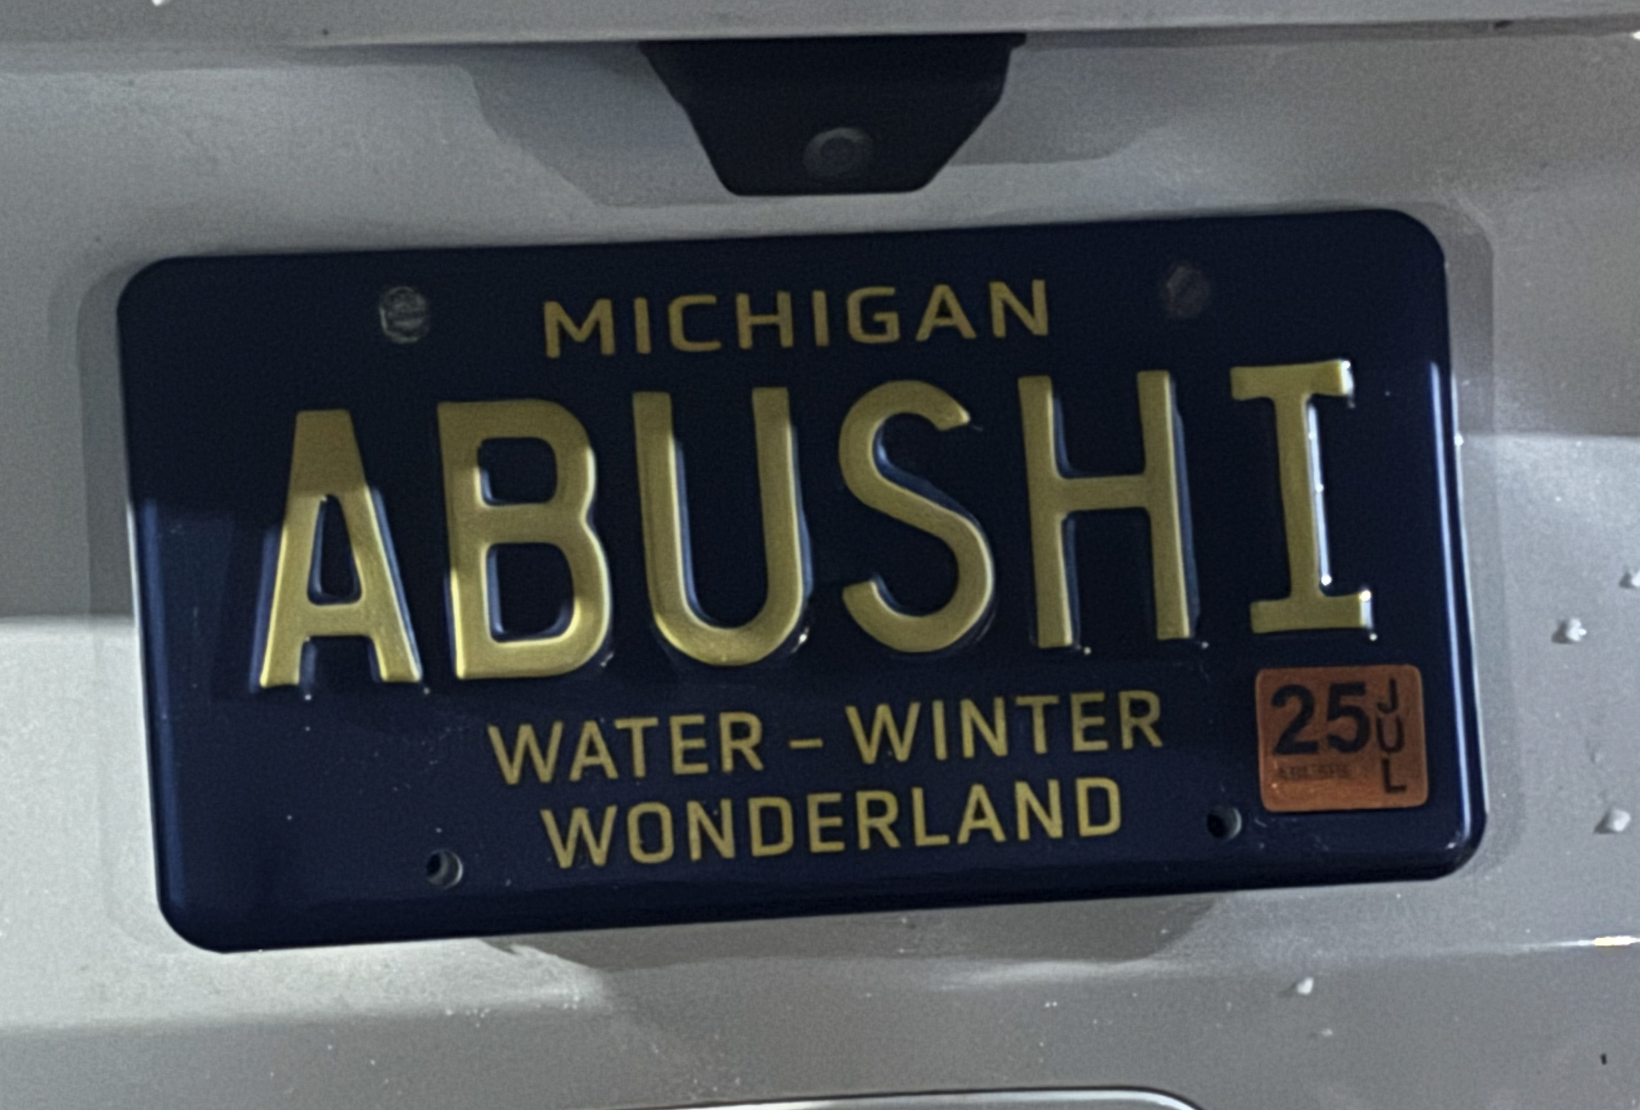 MICHIGAN
ABUSHI
WATER - WINTER
WONDERLAND
25
JUL